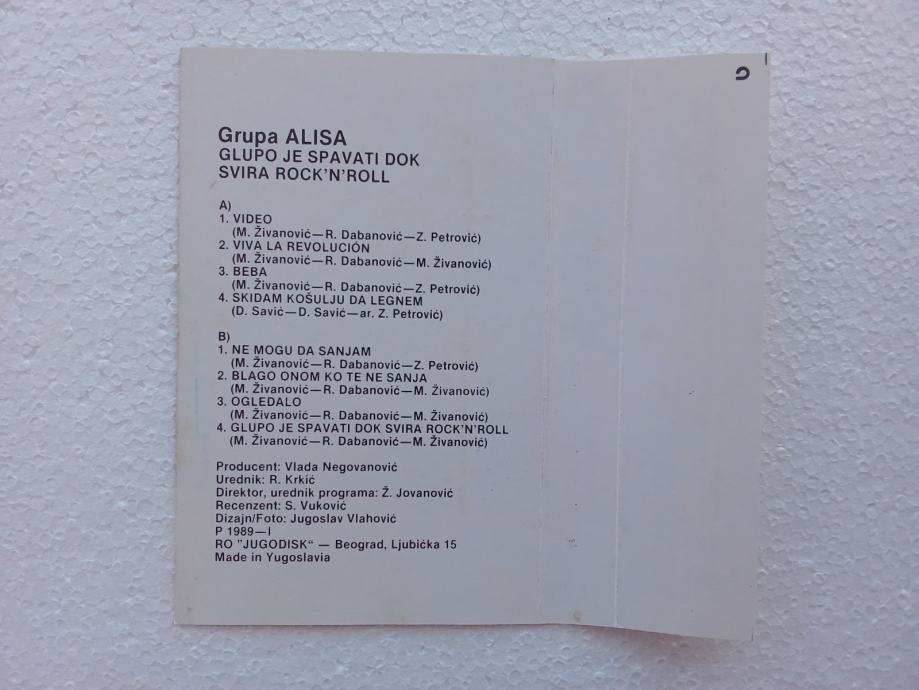 Grupa ALISA
GLUPO JE SPAVATI DOK
SVIRA ROCK'N'ROLL
A)
1. VIDEO
(M. Živanović—R. Dabanović—Z. Petrović)
2. VIVA LA REVOLUCIÓN
(M. Živanović—R. Dabanović—M. Živanović)
3. BEBA
(M. Živanović—R. Dabanović—Z. Petrović)
4. SKIDAM KOŠULJU DA LEGNEM
(D. Savić—D. Savić—ar. Z. Petrović)
B)
1. NE MOGU DA SANJAM
(M. Živanović—R. Dabanović—Z. Petrović)
2. BLAGO ONOM KO TE NE SANJA
(M. Živanović—R. Dabanović—M. Živanović)
3. OGLEDALO
(M. Živanović—R. Dabanović—M. Živanović)
4. GLUPO JE SPAVATI DOK SVIRA ROCK'N'ROLL
(M. Živanović—R. Dabanović—M. Živanović)
Producent: Vlada Negovanović
Urednik: R. Krkić
Direktor, urednik programa: Ž. Jovanović
Recenzent: S. Vuković
Dizajn/Foto: Jugoslav Vlahović
P 1989—I
RO "JUGODISK“ — Beograd, Ljubićka 15
Made in Yugoslavia